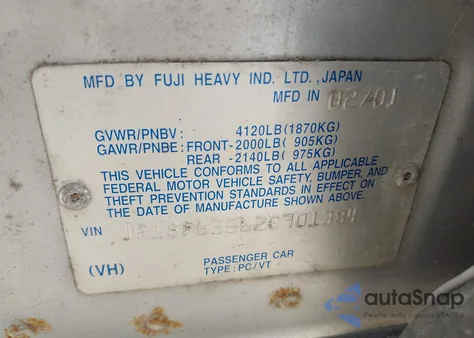 MFD BY FUJI HEAVY IND. LTD.,JAPAN
MFD IN 02/01
GVWR/PNBV : 4120LB(1870KG)
GAWR/PNBE:FRONT-2000LB( 905KG)
REAR -2140LB( 975KG)
THIS VEHICLE CONFORMS TO ALL APPLICABLE
FEDERAL MOTOR VEHICLE SAFETY, BUMPER, AND
THEFT PREVENTION STANDARDS IN EFFECT ON
THE DATE OF MANUFACTURE SHOWN ABOVE.
VIN
(VH)
PASSENGER CAR
TYPE:PC/VT
autoSnap